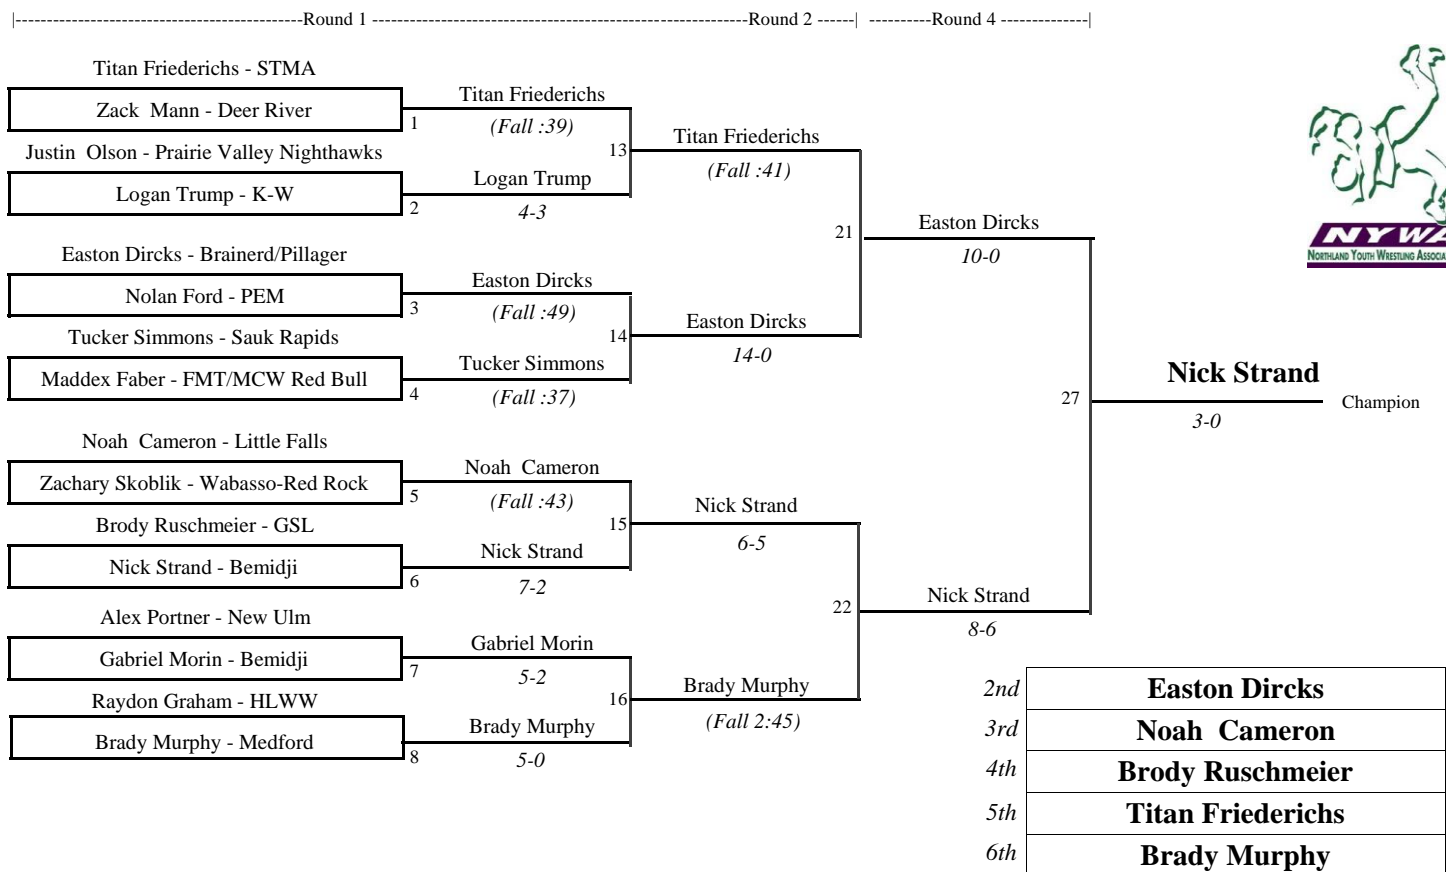 |----------------------------------------------Round 1 ------------------------------------------------------------Round 2 ------| ----------Round 4 --------------|
Titan Friederichs - STMA
Zack  Mann - Deer River
1
Justin  Olson - Prairie Valley Nighthawks
Logan Trump - K-W
2
Easton Dircks - Brainerd/Pillager
Nolan Ford - PEM
3
Tucker Simmons - Sauk Rapids
Maddex Faber - FMT/MCW Red Bull
4
Noah  Cameron - Little Falls
Zachary Skoblik - Wabasso-Red Rock
5
Brody Ruschmeier - GSL
Nick Strand - Bemidji
6
Alex Portner - New Ulm
Gabriel Morin - Bemidji
7
Raydon Graham - HLWW
Brady Murphy - Medford
8
Titan Friederichs
(Fall :39)
13
Logan Trump
4-3
Easton Dircks
(Fall :49)
14
Tucker Simmons
(Fall :37)
Noah  Cameron
(Fall :43)
15
Nick Strand
7-2
Gabriel Morin
5-2
16
Brady Murphy
5-0
Titan Friederichs
(Fall :41)
21
Easton Dircks
14-0
Nick Strand
6-5
22
Brady Murphy
(Fall 2:45)
Easton Dircks
10-0
27
Nick Strand
8-6
Nick Strand
3-0
Champion
NYWA
NORTHLAND YOUTH WRESTLING
2nd Easton Dircks
3rd Noah  Cameron
4th Brody Ruschmeier
5th Titan Friederichs
6th Brady Murphy